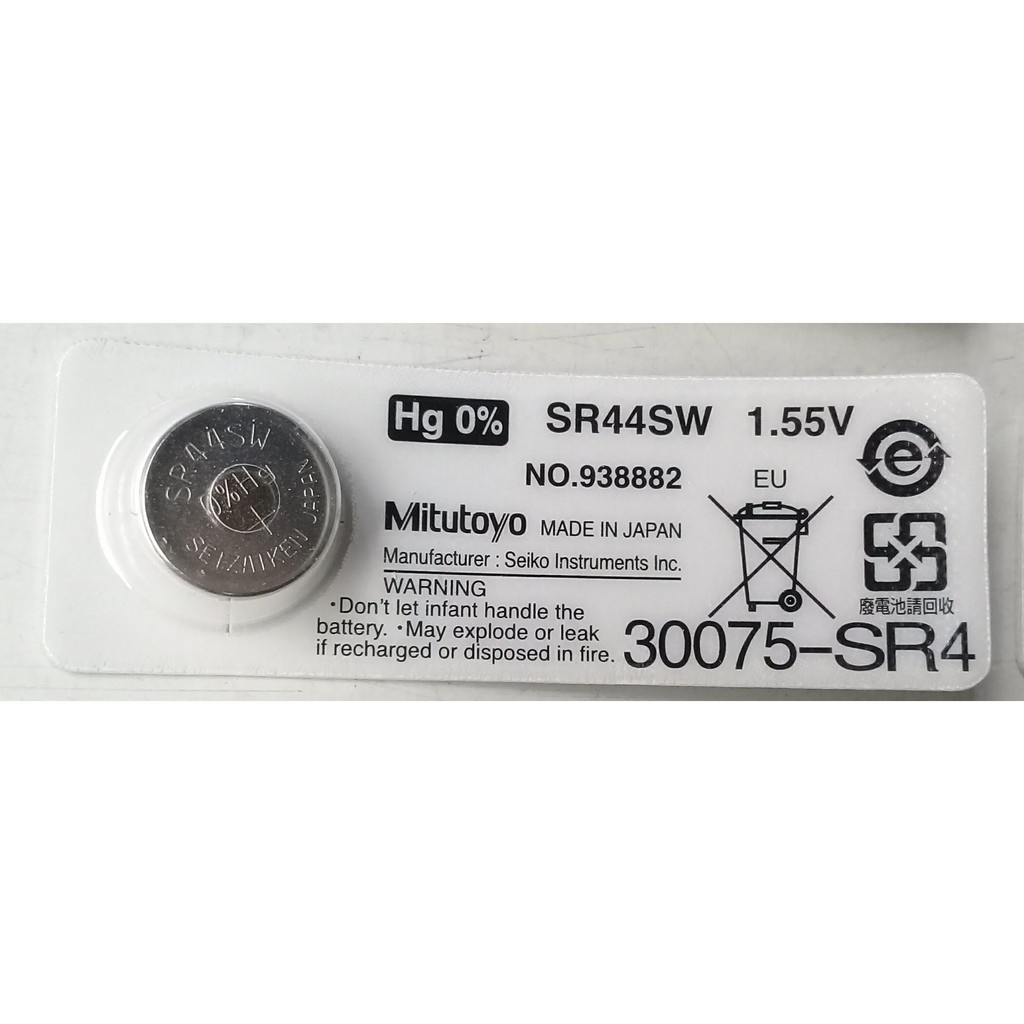 SR44SW
0%Hg
JAPAN
SEIZAIKEN
Hg 0% SR44SW 1.55V
NO.938882 EU
Mitutoyo MADE IN JAPAN
Manufacturer : Seiko Instruments Inc.
WARNING
・Don't let infant handle the
battery. ・May explode or leak
if recharged or disposed in fire.
e
廢電池請回收
30075-SR4